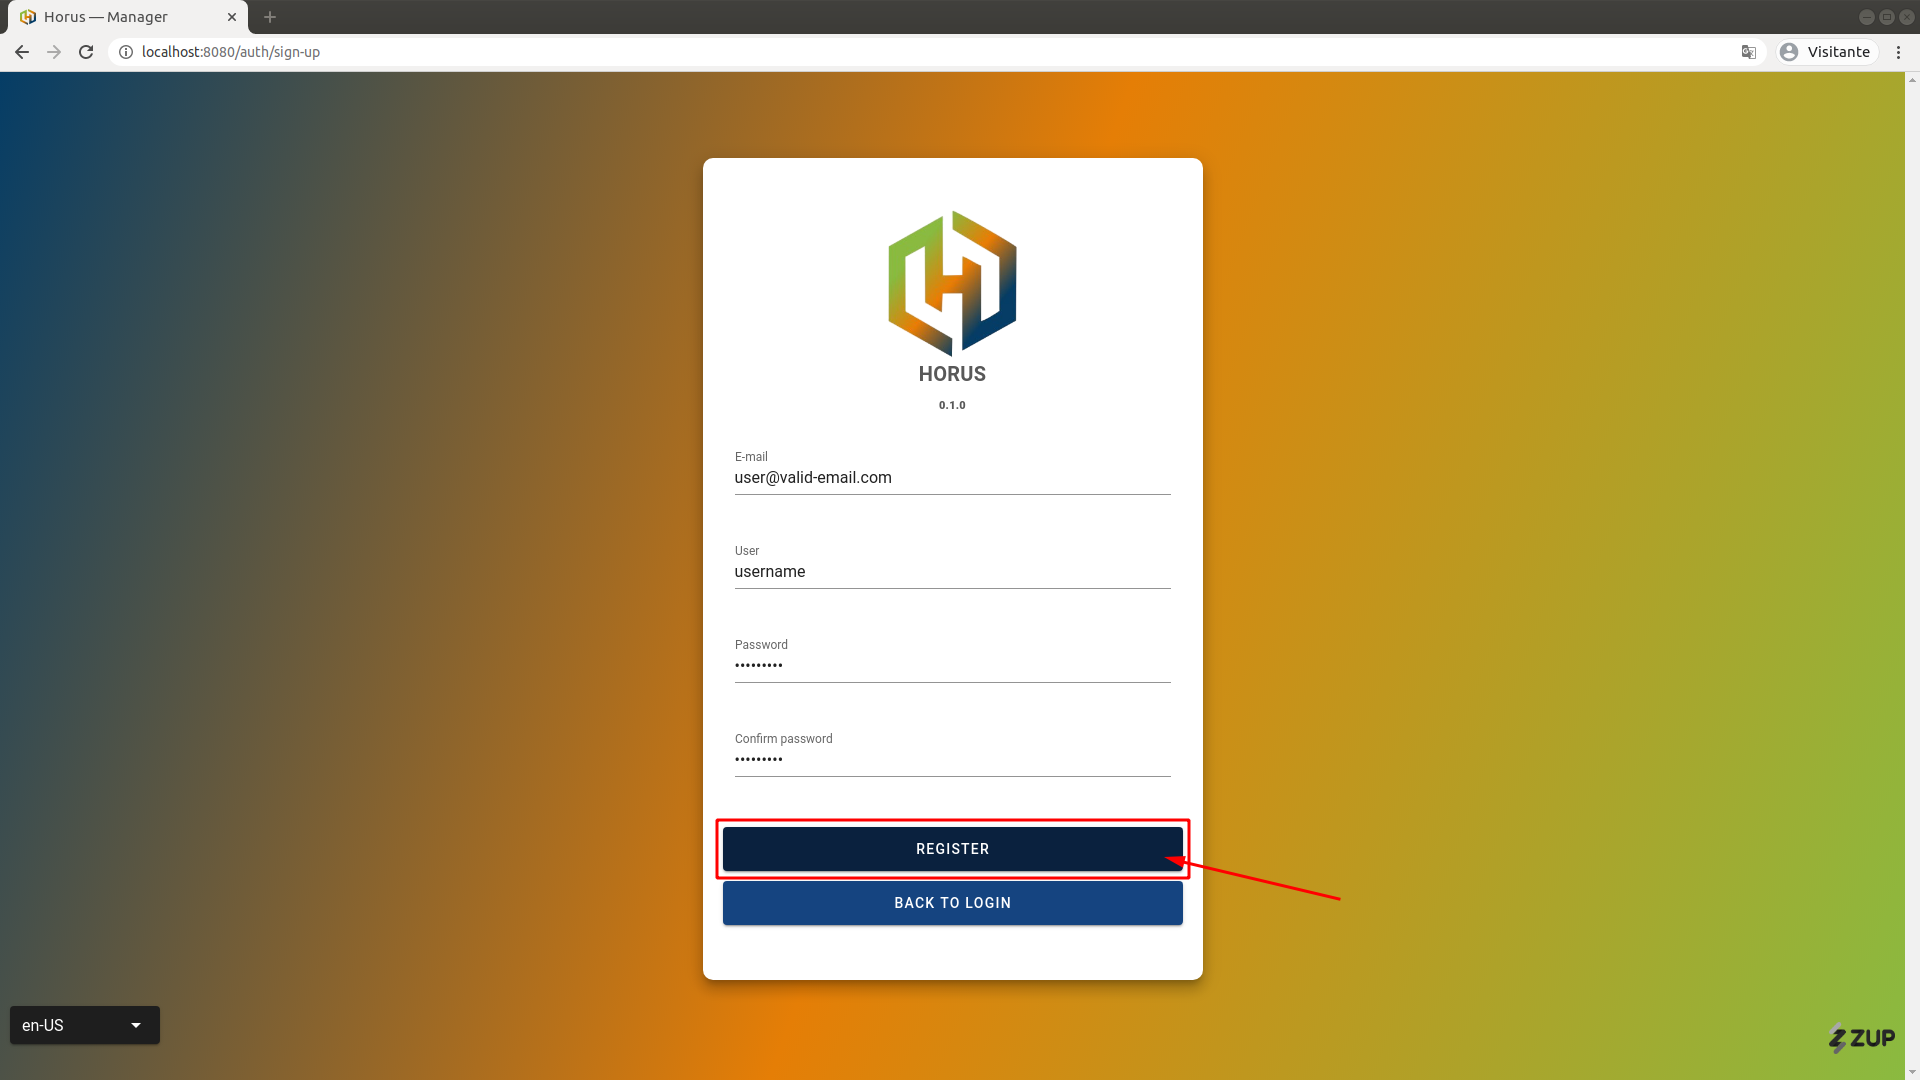 Horus — Manager
localhost:8080/auth/sign-up
Visitante
HORUS
0.1.0
E-mail
user@valid-email.com
User
username
Password
•••••••••
Confirm password
•••••••••
REGISTER
BACK TO LOGIN
en-US
ZUP